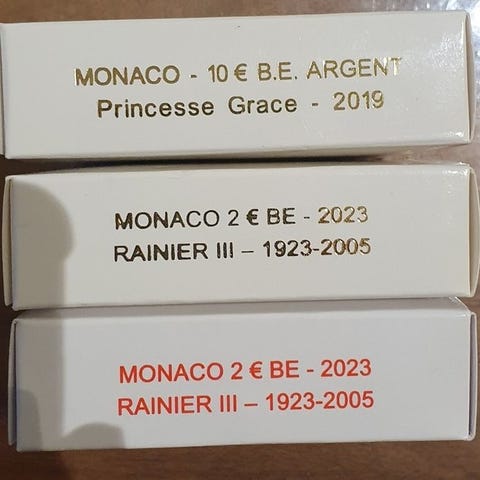 MONACO - 10 € B.E. ARGENT
Princesse Grace - 2019
MONACO 2 € BE - 2023
RAINIER III – 1923-2005
MONACO 2 € BE - 2023
RAINIER III – 1923-2005